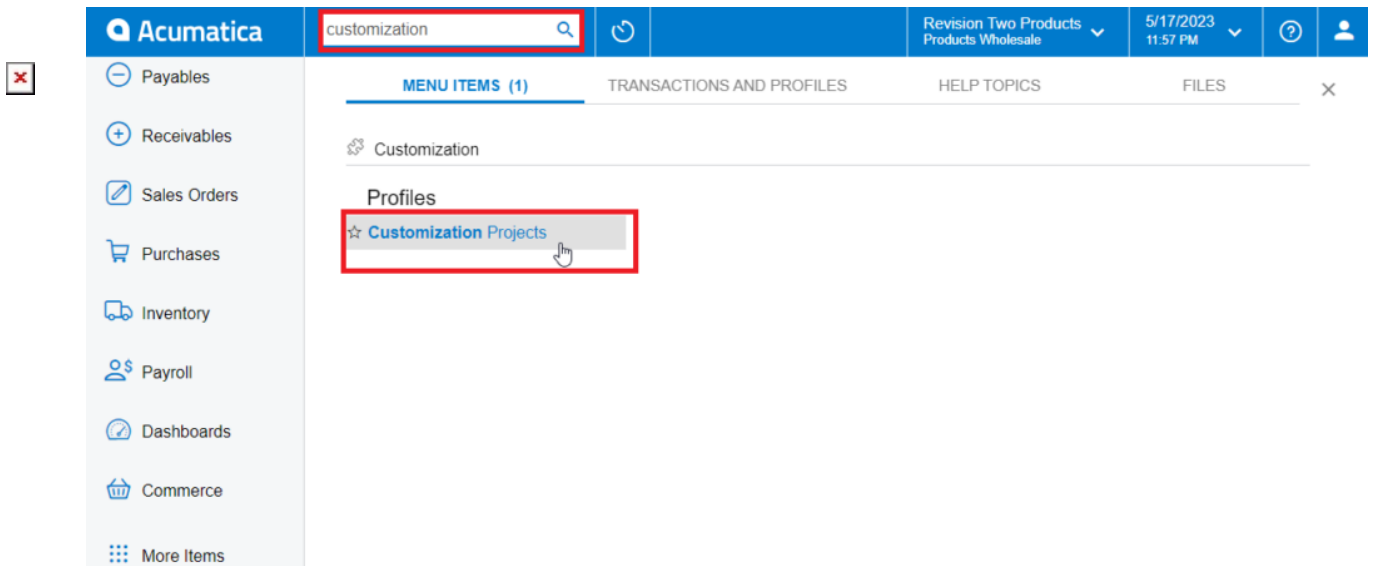 Acumatica
customization
Revision Two Products
Products Wholesale
5/17/2023
11:57 PM
Payables
Receivables
Sales Orders
Purchases
Inventory
Payroll
Dashboards
Commerce
More Items
MENU ITEMS (1)
TRANSACTIONS AND PROFILES
HELP TOPICS
FILES
Customization
Profiles
Customization Projects